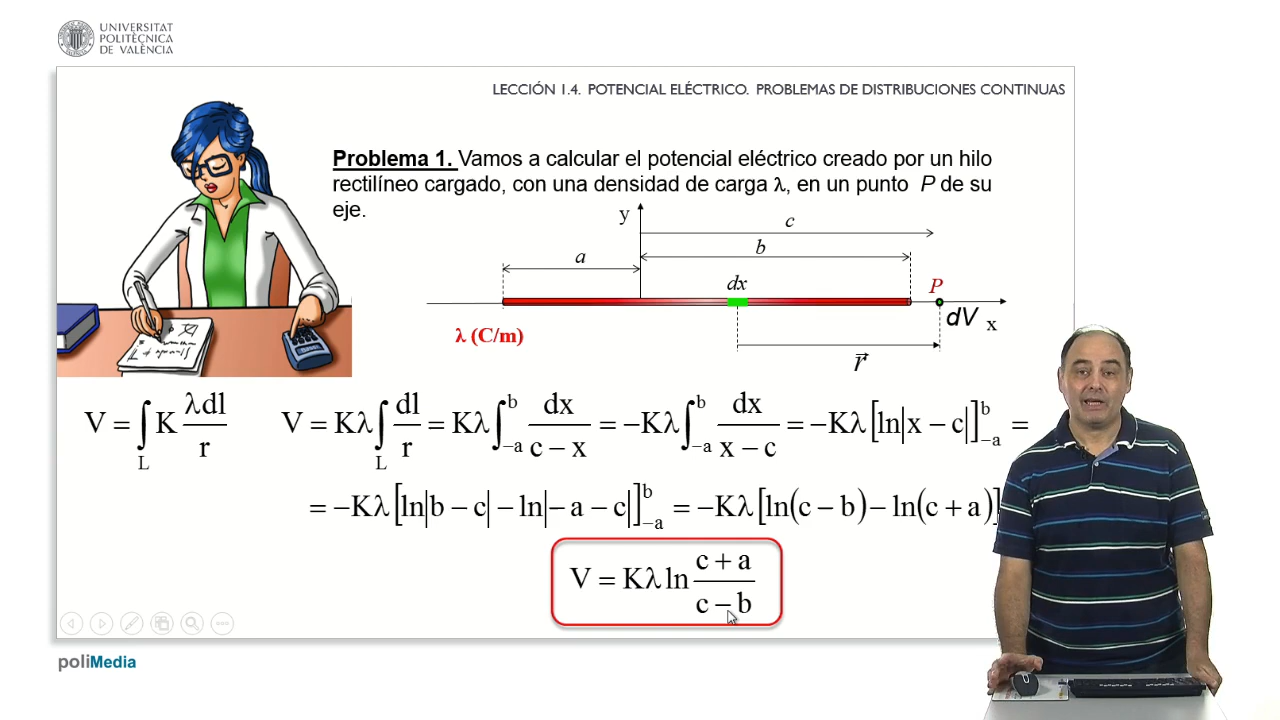 UNIVERSITAT
POLITÈCNICA
DE VALÈNCIA
LECCIÓN 1.4. POTENCIAL ELÉCTRICO. PROBLEMAS DE DISTRIBUCIONES CONTINUAS
Problema 1. Vamos a calcular el potencial eléctrico creado por un hilo
rectilíneo cargado, con una densidad de carga λ, en un punto P de su
eje.
y
c
b
a
dx
P
dV x
λ (C/m)
r⃗
V = ∫_L K λdl/r
V = Kλ ∫_L dl/r = Kλ ∫_{-a}^{b} dx/(c − x) = −Kλ ∫_{-a}^{b} dx/(x − c) = −Kλ [ln|x − c|]_{-a}^{b} =
= −Kλ [ln|b − c| − ln|−a − c|]_{-a}^{b} = −Kλ [ln(c − b) − ln(c + a)]
V = Kλ ln (c + a)/(c − b)
poliMedia